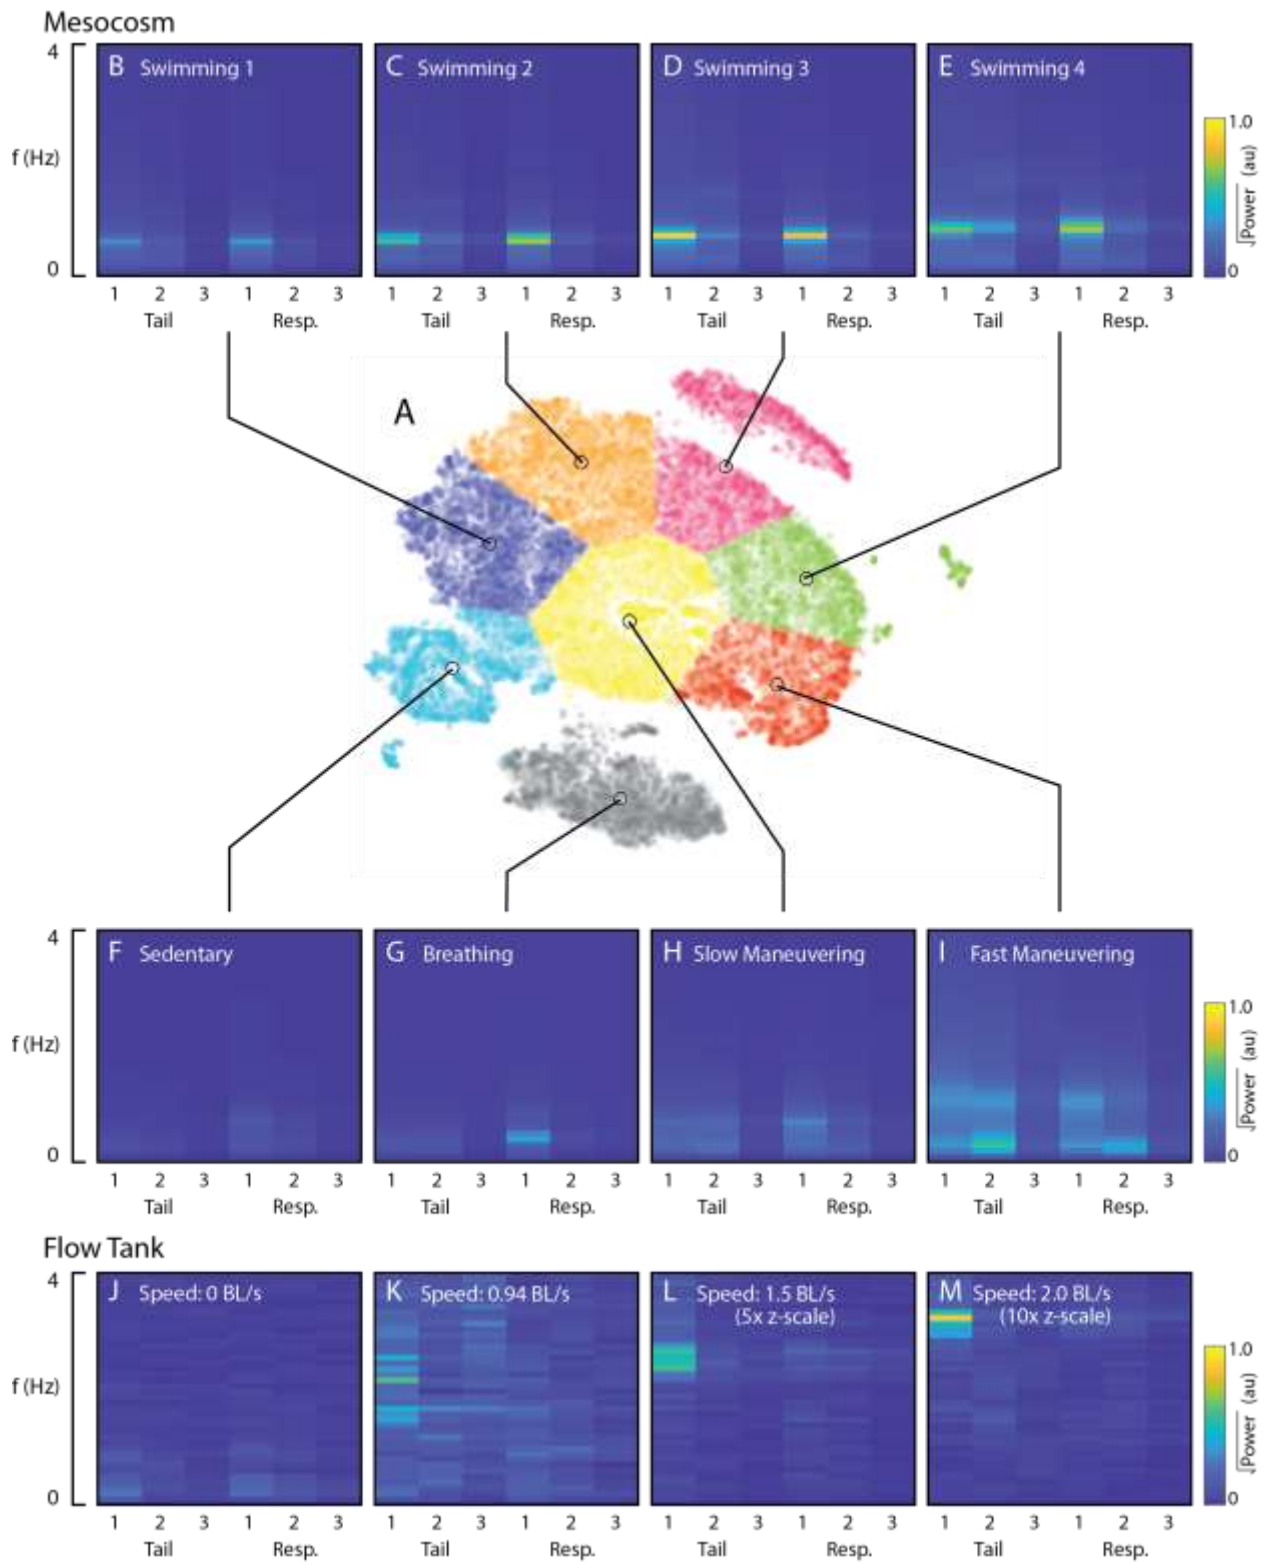 Mesocosm
4
f (Hz)
0
B Swimming 1
C Swimming 2
D Swimming 3
E Swimming 4
1.0
√Power (au)
0
1 2 3 1 2 3
Tail Resp.
1 2 3 1 2 3
Tail Resp.
1 2 3 1 2 3
Tail Resp.
1 2 3 1 2 3
Tail Resp.
A
4
f (Hz)
0
F Sedentary
G Breathing
H Slow Maneuvering
I Fast Maneuvering
1.0
√Power (au)
0
1 2 3 1 2 3
Tail Resp.
1 2 3 1 2 3
Tail Resp.
1 2 3 1 2 3
Tail Resp.
1 2 3 1 2 3
Tail Resp.
Flow Tank
4
f (Hz)
0
J Speed: 0 BL/s
K Speed: 0.94 BL/s
L Speed: 1.5 BL/s
(5x z-scale)
M Speed: 2.0 BL/s
(10x z-scale)
1.0
√Power (au)
0
1 2 3 1 2 3
Tail Resp.
1 2 3 1 2 3
Tail Resp.
1 2 3 1 2 3
Tail Resp.
1 2 3 1 2 3
Tail Resp.